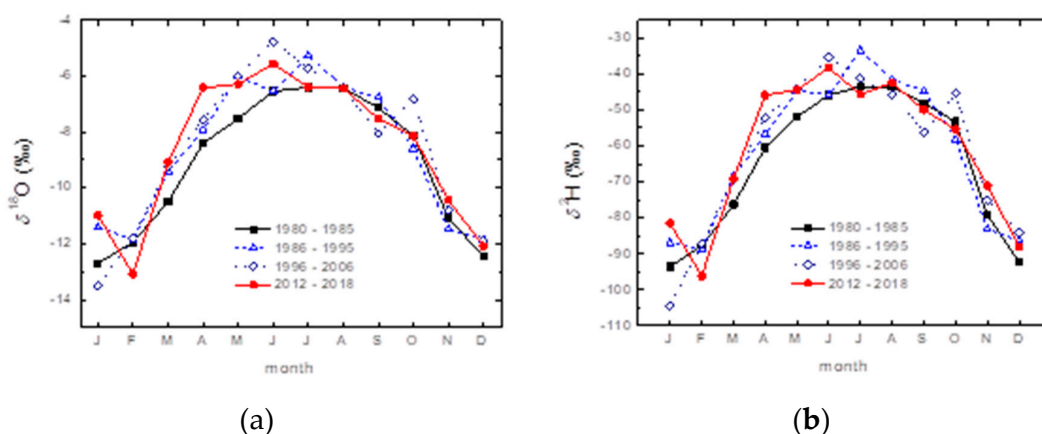 J F M A M J J A S O N D
-4
-6
-8
-10
-12
-14
δ ¹⁸O (‰)
1980 - 1985
1986 - 1995
1996 - 2006
2012 - 2018
J F M A M J J A S O N D
month
(a)
J F M A M J J A S O N D
-30
-40
-50
-60
-70
-80
-90
-100
-110
δ²H (‰)
1980 - 1985
1986 - 1995
1996 - 2006
2012 - 2018
J F M A M J J A S O N D
month
(b)